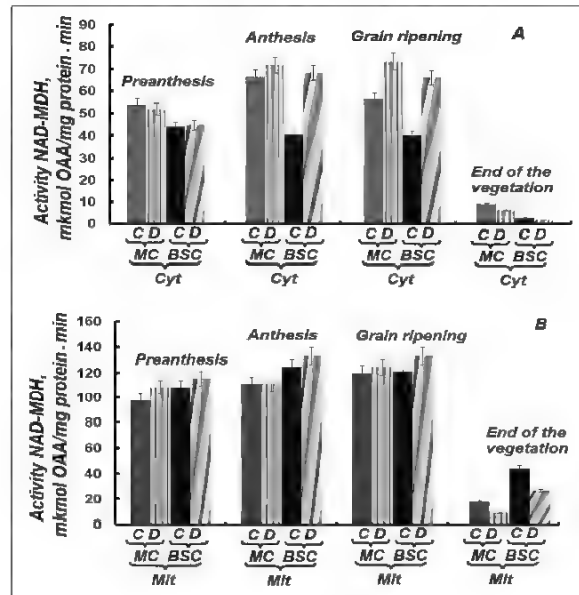 A
Activity NAD-MDH,
mkmol OAA/mg protein · min
90
80
70
60
50
40
30
20
10
0
Preanthesis
Anthesis
Grain ripening
End of the
vegetation
C D C D C D C D C D C D C D C D
MC BSC MC BSC MC BSC MC BSC
Cyt Cyt Cyt Cyt
B
Activity NAD-MDH,
mkmol OAA/mg protein · min
160
140
120
100
80
60
40
20
0
Preanthesis
Anthesis
Grain ripening
End of the
vegetation
C D C D C D C D C D C D C D C D
MC BSC MC BSC MC BSC MC BSC
Mit Mit Mit Mit